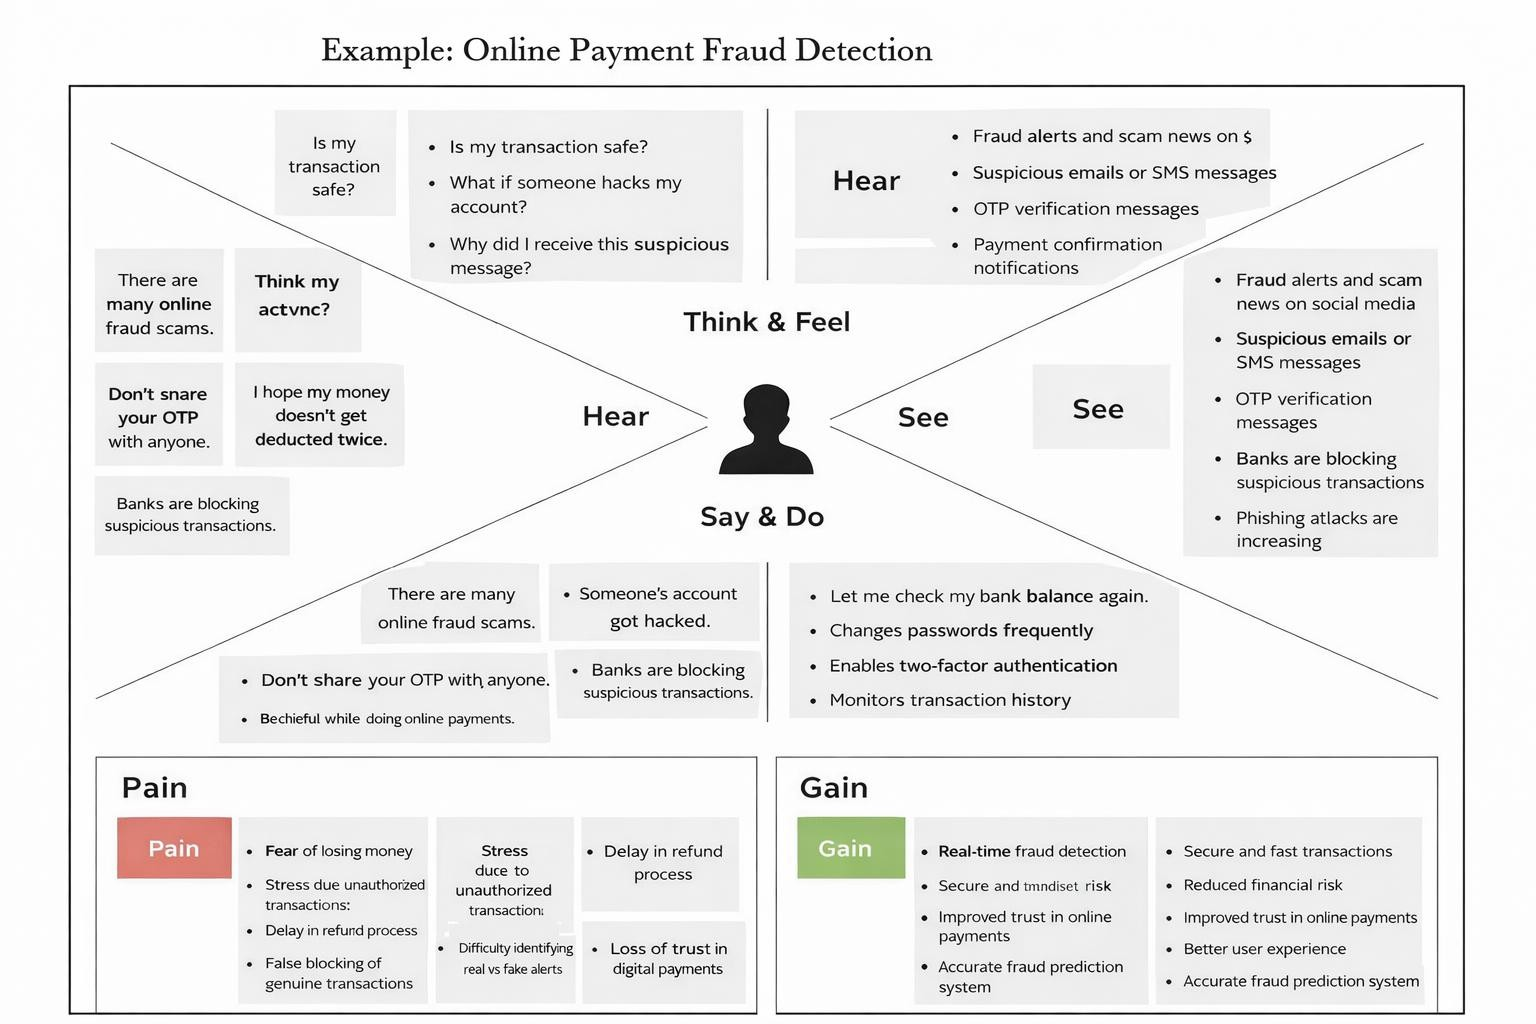 Example: Online Payment Fraud Detection
Is my
transaction
safe?
• Is my transaction safe?
• What if someone hacks my
account?
• Why did I receive this suspicious
message?
Hear
• Fraud alerts and scam news on $
• Suspicious emails or SMS messages
• OTP verification messages
• Payment confirmation
notifications
There are
many online
fraud scams.
Think my
actvnc?
Don't snare
your OTP
with anyone.
I hope my money
doesn't get
deducted twice.
Banks are blocking
suspicious transactions.
Think & Feel
Hear
See
Say & Do
See
• Fraud alerts and scam
news on social media
• Suspicious emails or
SMS messages
• OTP verification
messages
• Banks are blocking
suspicious transactions
• Phishing atlacks are
increasing
There are many
online fraud scams.
• Someone's account
got hacked.
• Don't share your OTP with anyone.
• Bechieful while doing online payments.
• Banks are blocking
suspicious transactions.
• Let me check my bank balance again.
• Changes passwords frequently
• Enables two-factor authentication
• Monitors transaction history
Pain
Pain
• Fear of losing money
• Stress due unauthorized
transactions:
• Delay in refund process
• False blocking of
genuine transactions
Stress
duce to
unauthorized
transaction:
• Difficulty identifying
real vs fake alerts
• Delay in refund
process
• Loss of trust in
digital payments
Gain
Gain
• Real-time fraud detection
• Secure and tmndiset risk
• Improved trust in online
payments
• Accurate fraud prediction
system
• Secure and fast transactions
• Reduced financial risk
• Improved trust in online payments
• Better user experience
• Accurate fraud prediction system